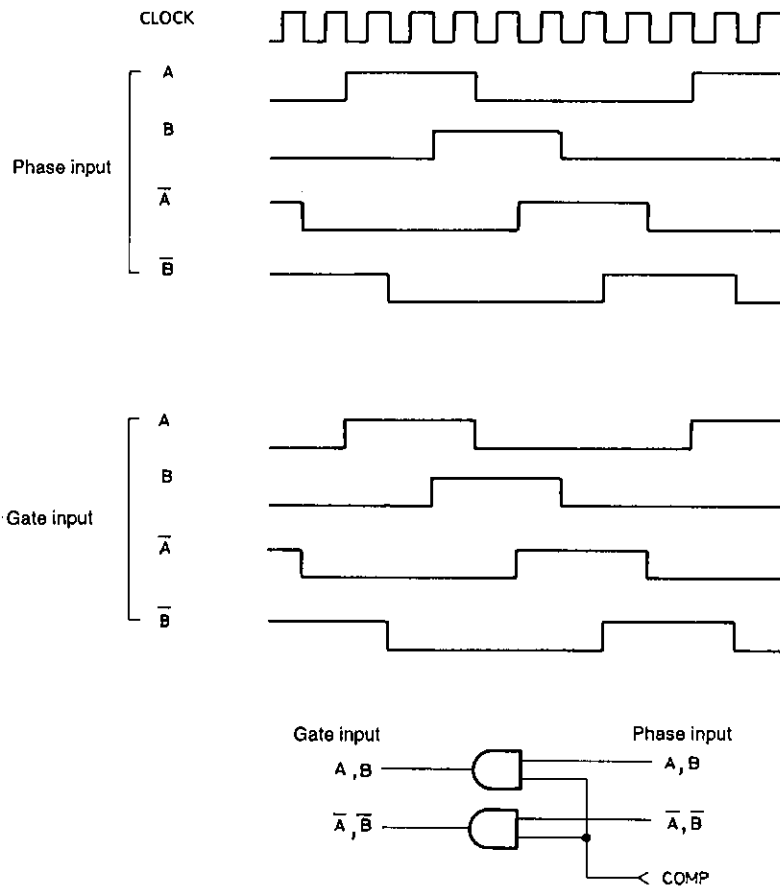 CLOCK
A
B
Phase input
A̅
B̅
A
B
Gate input
A̅
B̅
Gate input Phase input
A,B A,B
A̅,B̅ A̅,B̅
COMP